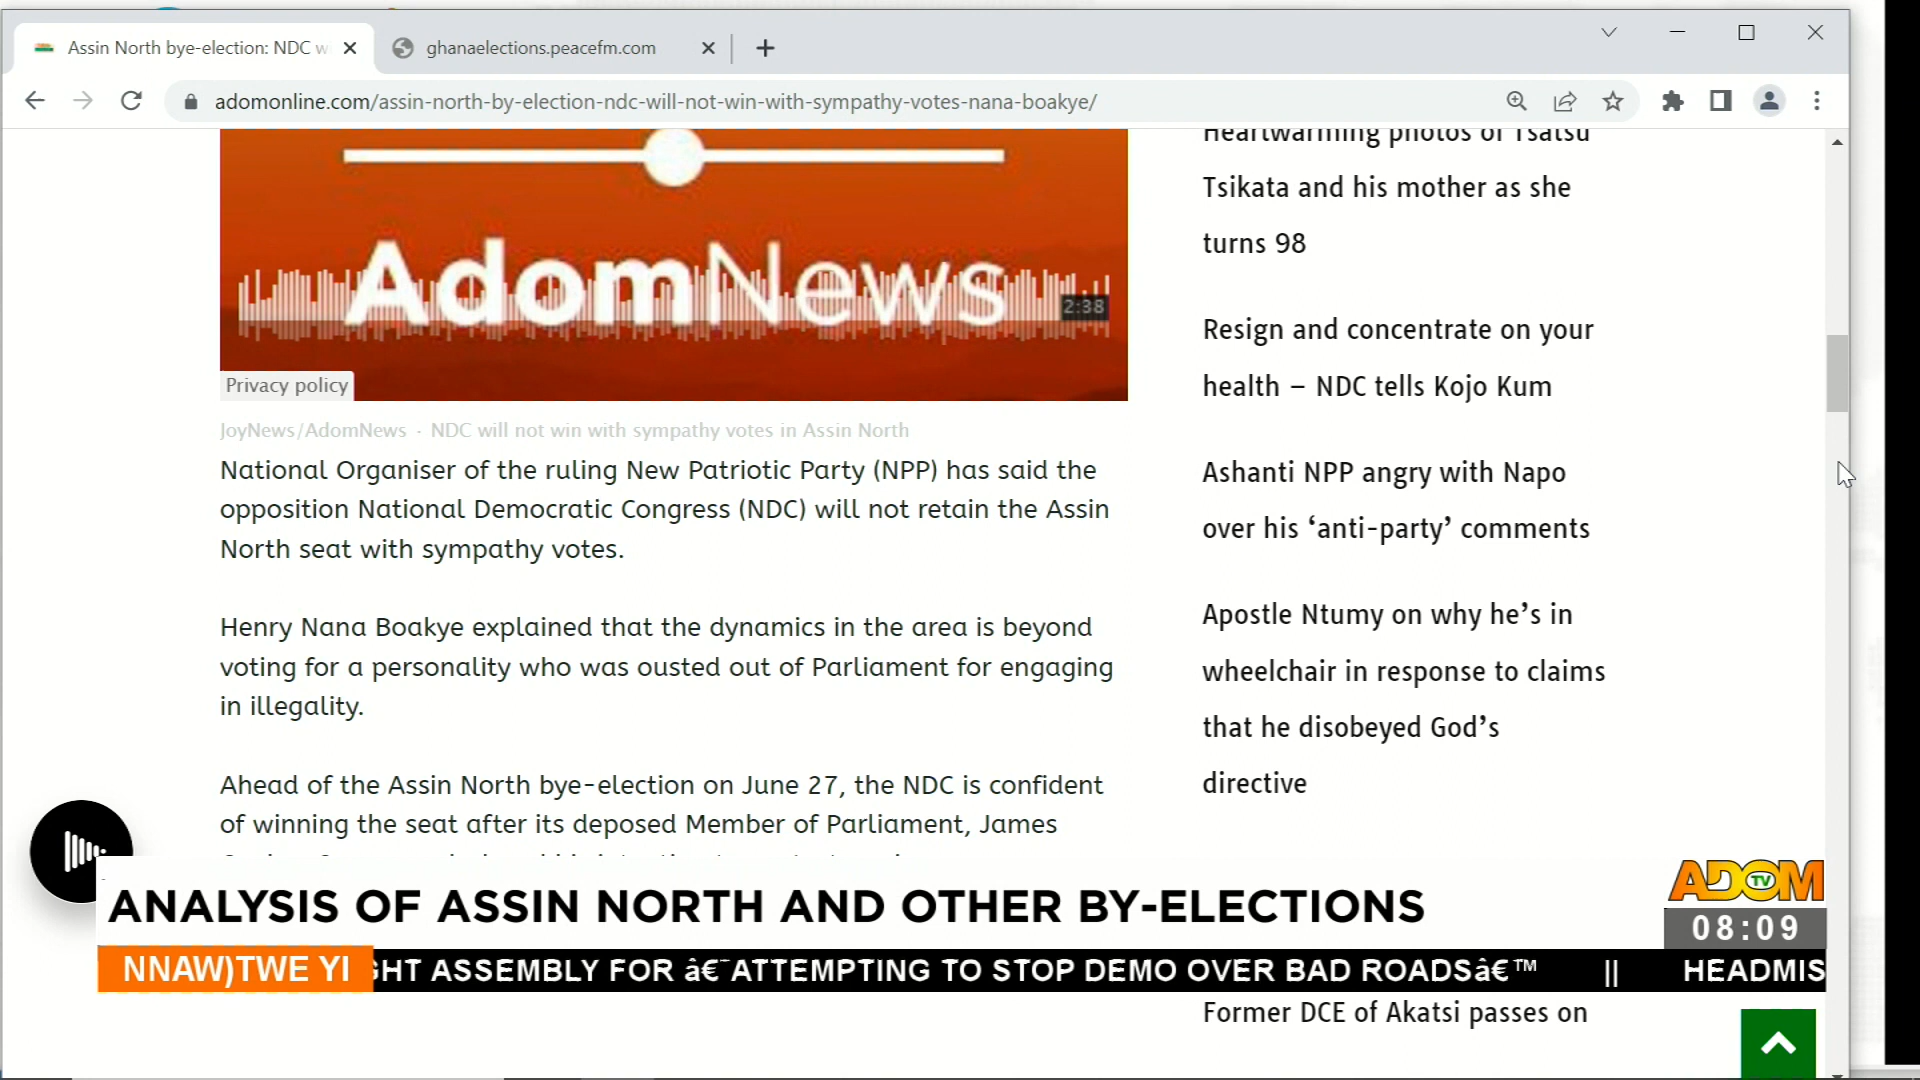 Assin North bye-election: NDC w
ghanaelections.peacefm.com
adomonline.com/assin-north-by-election-ndc-will-not-win-with-sympathy-votes-nana-boakye/
AdomNews
2:38
Privacy policy
JoyNews/AdomNews · NDC will not win with sympathy votes in Assin North
National Organiser of the ruling New Patriotic Party (NPP) has said the
opposition National Democratic Congress (NDC) will not retain the Assin
North seat with sympathy votes.
Henry Nana Boakye explained that the dynamics in the area is beyond
voting for a personality who was ousted out of Parliament for engaging
in illegality.
Ahead of the Assin North bye-election on June 27, the NDC is confident
of winning the seat after its deposed Member of Parliament, James
Heartwarming photos of Tsatsu
Tsikata and his mother as she
turns 98
Resign and concentrate on your
health – NDC tells Kojo Kum
Ashanti NPP angry with Napo
over his ‘anti-party’ comments
Apostle Ntumy on why he’s in
wheelchair in response to claims
that he disobeyed God’s
directive
ANALYSIS OF ASSIN NORTH AND OTHER BY-ELECTIONS
ADOM TV
08:09
NNAW)TWE YI
GHT ASSEMBLY FOR â€˜ATTEMPTING TO STOP DEMO OVER BAD ROADSâ€™ || HEADMIS
Former DCE of Akatsi passes on